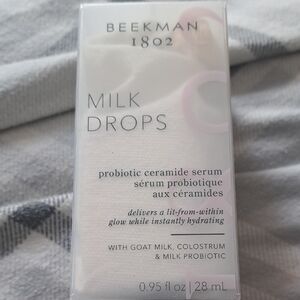 BEEKMAN
1802
MILK
DROPS
probiotic ceramide serum
sérum probiotique
aux céramides
delivers a lit-from-within
glow while instantly hydrating
WITH GOAT MILK, COLOSTRUM
& MILK PROBIOTIC
0.95 fl oz | 28 mL